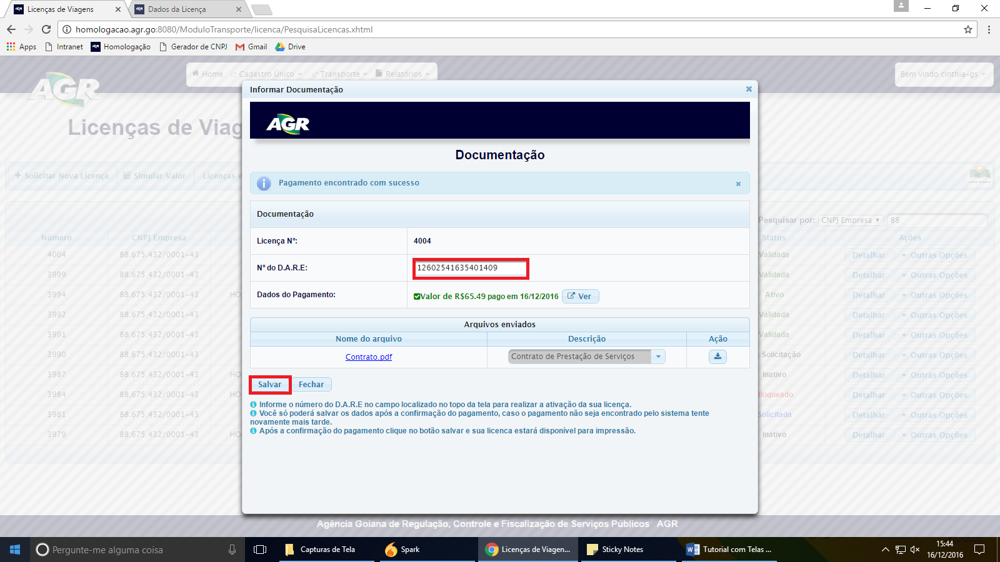 Licenças de Viagens
Dados da Licença
homologacao.agr.go:8080/ModuloTransporte/licenca/PesquisaLicencas.xhtml
Apps Intranet Homologação Gerador de CNPJ Gmail Drive
AGR
Home Cadastro Único Transporte Relatórios
Bem vindo cinthia-gs
Licenças de Viag
Solicitar Nova Licença Simular Valor Licenças e
Pesquisar por: CNPJ Empresa 88
Número CNPJ Empresa Status Ações
4004 88.675.432/0001-43 Validada Detalhar Outras Opções
3999 88.675.432/0001-43 Validada Detalhar Outras Opções
3994 88.675.432/0001-43 HO Ativo Detalhar Outras Opções
3992 88.675.432/0001-43 Validada Detalhar Outras Opções
3991 88.675.432/0001-43 Validada Detalhar Outras Opções
3990 88.675.432/0001-43 Solicitação Detalhar Outras Opções
3987 88.675.432/0001-43 HO Inativo Detalhar Outras Opções
3984 88.675.432/0001-43 HO loqueado Detalhar Outras Opções
3981 88.675.432/0001-43 Solicitada Detalhar Outras Opções
3979 88.675.432/0001-43 HO Inativo Detalhar Outras Opções
Informar Documentação
AGR
Documentação
Pagamento encontrado com sucesso
Documentação
Licença Nº: 4004
Nº do D.A.R.E: 12602541635401409
Dados do Pagamento: Valor de R$65.49 pago em 16/12/2016 Ver
Arquivos enviados
Nome do arquivo Descrição Ação
Contrato.pdf Contrato de Prestação de Serviços
Salvar Fechar
Informe o número do D.A.R.E no campo localizado no topo da tela para realizar a ativação da sua licença.
Você só poderá salvar os dados após a confirmação do pagamento, caso o pagamento não seja encontrado pelo sistema tente
novamente mais tarde.
Após a confirmação do pagamento clique no botão salvar e sua licenca estará disponível para impressão.
Agência Goiana de Regulação, Controle e Fiscalização de Serviços Públicos AGR
Pergunte-me alguma coisa
Capturas de Tela
Spark
Licenças de Viagen...
Sticky Notes
Tutorial com Telas ...
15:44
16/12/2016